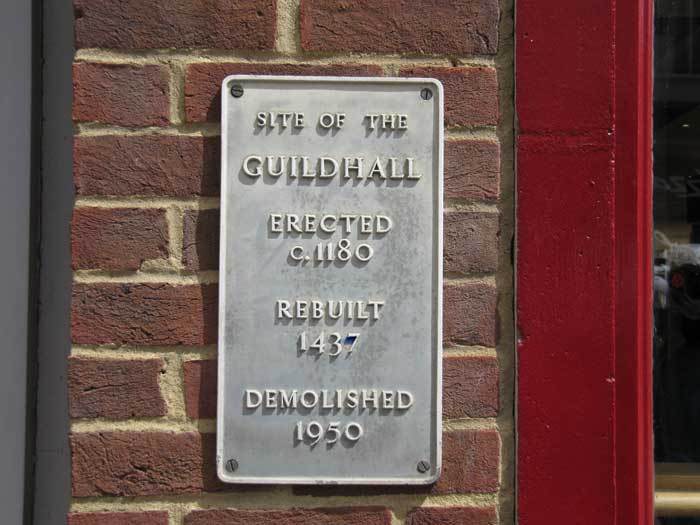 SITE OF THE
GUILDHALL
ERECTED
c.1180
REBUILT
1437
DEMOLISHED
1950